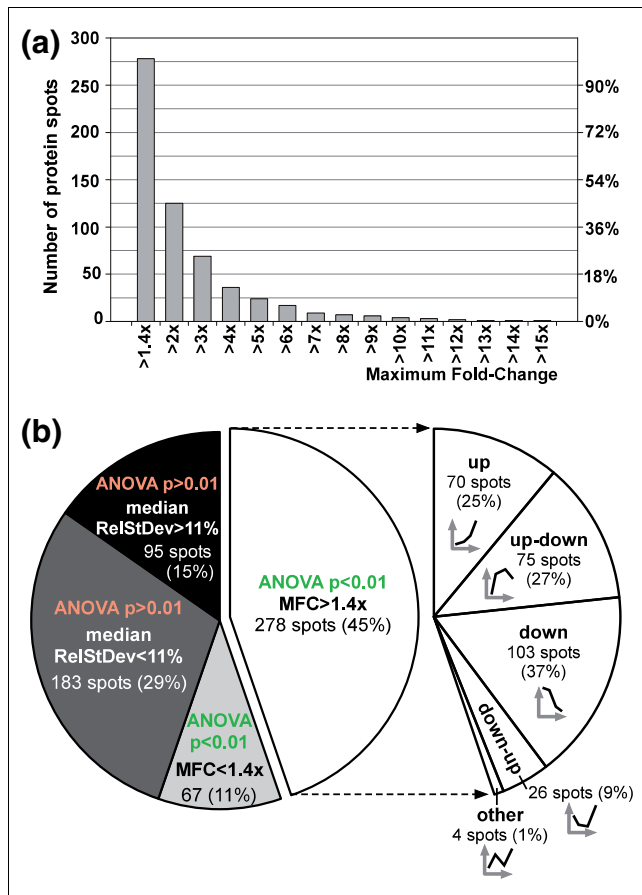 (a)
Number of protein spots
300
250
200
150
100
50
0
90%
72%
54%
36%
18%
0%
>1.4x
>2x
>3x
>4x
>5x
>6x
>7x
>8x
>9x
>10x
>11x
>12x
>13x
>14x
>15x
Maximum Fold-Change
(b)
ANOVA p>0.01
median
RelStDev>11%
95 spots
(15%)
ANOVA p>0.01
median
RelStDev<11%
183 spots (29%)
ANOVA
p<0.01
MFC<1.4x
67 (11%)
ANOVA p<0.01
MFC>1.4x
278 spots (45%)
up
70 spots
(25%)
up-down
75 spots
(27%)
down
103 spots
(37%)
down-up
26 spots (9%)
other
4 spots (1%)